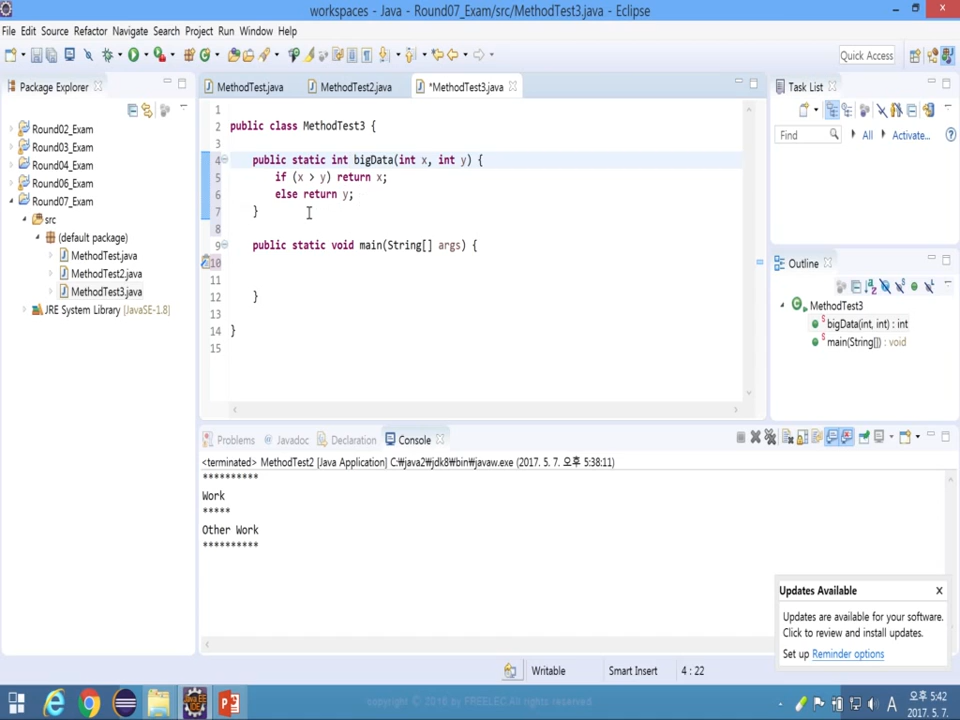 workspaces - Java - Round07_Exam/src/MethodTest3.java - Eclipse
File Edit Source Refactor Navigate Search Project Run Window Help
Quick Access
Package Explorer
Round02_Exam
Round03_Exam
Round04_Exam
Round06_Exam
Round07_Exam
src
(default package)
MethodTest.java
MethodTest2.java
MethodTest3.java
JRE System Library [JavaSE-1.8]
MethodTest.java
MethodTest2.java
*MethodTest3.java
1
2 public class MethodTest3 {
3
4 public static int bigData(int x, int y) {
5 if (x > y) return x;
6 else return y;
7 }
8
9 public static void main(String[] args) {
10
11
12 }
13
14 }
15
Task List
Find
All
Activate...
Outline
MethodTest3
bigData(int, int) : int
main(String[]) : void
Problems
Javadoc
Declaration
Console
<terminated> MethodTest2 [Java Application] C:₩java2₩jdk8₩bin₩javaw.exe (2017. 5. 7. 오후 5:38:11)
**********
Work
*****
Other Work
**********
Updates Available
X
Updates are available for your software.
Click to review and install updates.
Set up Reminder options
Writable
Smart Insert
4 : 22
copyright © 2016 by FREELEC All rights reserved.
A
오후 5:42
2017. 5. 7.